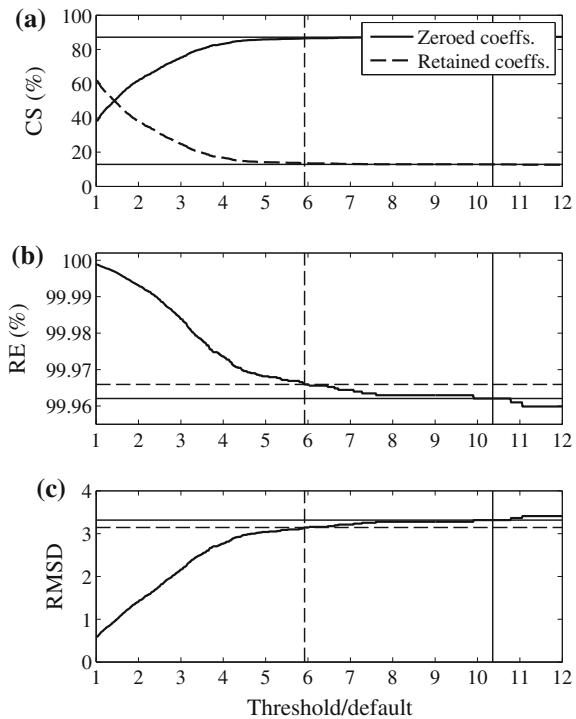 (a)
100
80
60
40
20
0
CS (%)
Zeroed coeffs.
Retained coeffs.
1 2 3 4 5 6 7 8 9 10 11 12
(b)
100
99.99
99.98
99.97
99.96
RE (%)
1 2 3 4 5 6 7 8 9 10 11 12
(c)
4
3
2
1
0
RMSD
1 2 3 4 5 6 7 8 9 10 11 12
Threshold/default